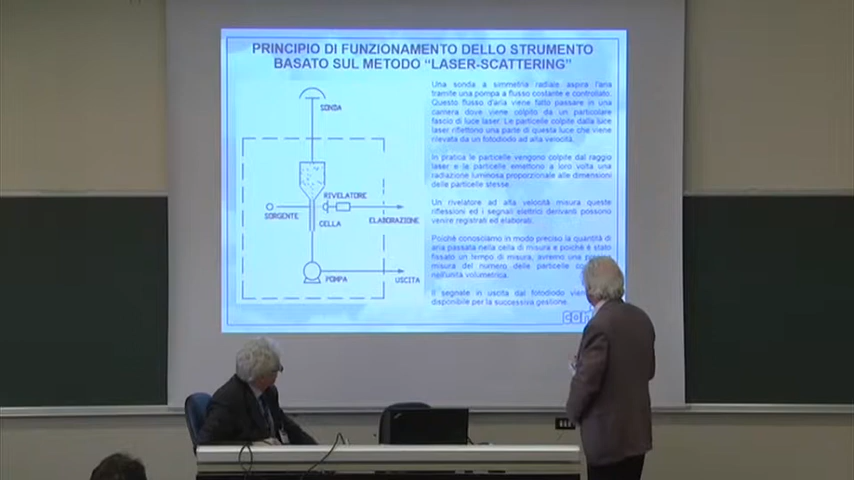 PRINCIPIO DI FUNZIONAMENTO DELLO STRUMENTO
BASATO SUL METODO “LASER-SCATTERING”
SONDA
RIVELATORE
SORGENTE
CELLA
ELABORAZIONE
POMPA
USCITA
Una sonda a simmetria radiale aspira l'aria
tramite una pompa a flusso costante e controllato.
Questo flusso d'aria viene fatto passare in una
camera dove viene colpito da un particolare
fascio di luce laser. Le particelle colpite dalla luce
laser riflettono una parte di questa luce che viene
rilevata da un fotodiodo ad alta velocità.
In pratica le particelle vengono colpite dal raggio
laser e le particelle emettono a loro volta una
radiazione luminosa proporzionale alle dimensioni
delle particelle stesse.
Un rivelatore ad alta velocità misura queste
riflessioni ed i segnali elettrici derivanti possono
venire registrati ed elaborati.
Poiché conosciamo in modo preciso la quantità di
aria passata nella cella di misura e poiché è stato
fissato un tempo di misura, avremo una
misura del numero delle particelle
nell'unità volumetrica.
Il segnale in uscita dal fotodiodo
disponibile per la successiva gestione.